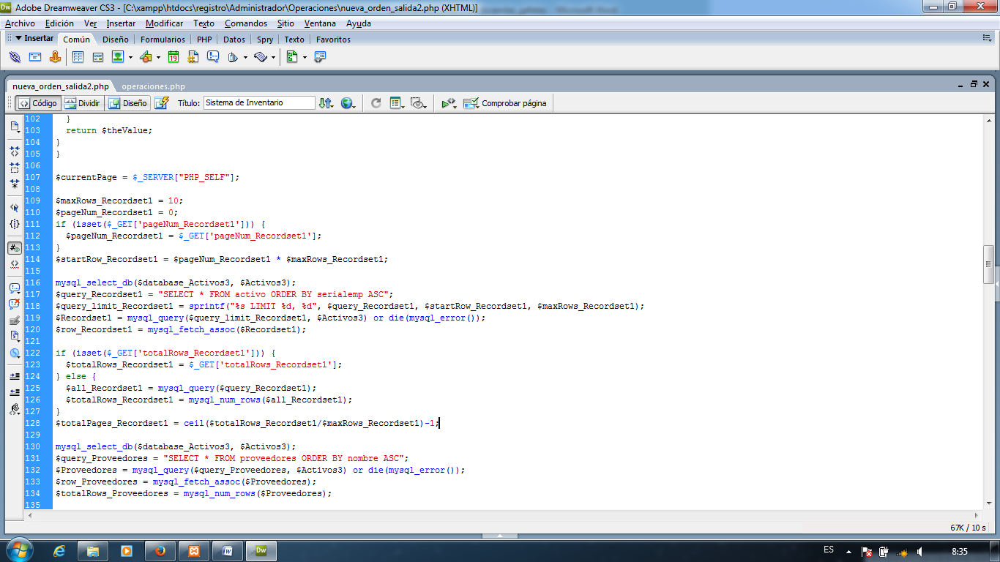 Adobe Dreamweaver CS3 - [C:\xampp\htdocs\registro\Administrador\Operaciones\nueva_orden_salida2.php (XHTML)]
Archivo Edición Ver Insertar Modificar Texto Comandos Sitio Ventana Ayuda
Insertar Común Diseño Formularios PHP Datos Spry Texto Favoritos
19
nueva_orden_salida2.php operaciones.php
Código Dividir Diseño Título: Sistema de Inventario Comprobar página
102 }
103 return $theValue;
104 }
105 }
106
107 $currentPage = $_SERVER["PHP_SELF"];
108
109 $maxRows_Recordset1 = 10;
110 $pageNum_Recordset1 = 0;
111 if (isset($_GET['pageNum_Recordset1'])) {
112 $pageNum_Recordset1 = $_GET['pageNum_Recordset1'];
113 }
114 $startRow_Recordset1 = $pageNum_Recordset1 * $maxRows_Recordset1;
115
116 mysql_select_db($database_Activos3, $Activos3);
117 $query_Recordset1 = "SELECT * FROM activo ORDER BY serialemp ASC";
118 $query_limit_Recordset1 = sprintf("%s LIMIT %d, %d", $query_Recordset1, $startRow_Recordset1, $maxRows_Recordset1);
119 $Recordset1 = mysql_query($query_limit_Recordset1, $Activos3) or die(mysql_error());
120 $row_Recordset1 = mysql_fetch_assoc($Recordset1);
121
122 if (isset($_GET['totalRows_Recordset1'])) {
123 $totalRows_Recordset1 = $_GET['totalRows_Recordset1'];
124 } else {
125 $all_Recordset1 = mysql_query($query_Recordset1);
126 $totalRows_Recordset1 = mysql_num_rows($all_Recordset1);
127 }
128 $totalPages_Recordset1 = ceil($totalRows_Recordset1/$maxRows_Recordset1)-1;
129
130 mysql_select_db($database_Activos3, $Activos3);
131 $query_Proveedores = "SELECT * FROM proveedores ORDER BY nombre ASC";
132 $Proveedores = mysql_query($query_Proveedores, $Activos3) or die(mysql_error());
133 $row_Proveedores = mysql_fetch_assoc($Proveedores);
134 $totalRows_Proveedores = mysql_num_rows($Proveedores);
135
67K / 10 s
Dw ES 8:35